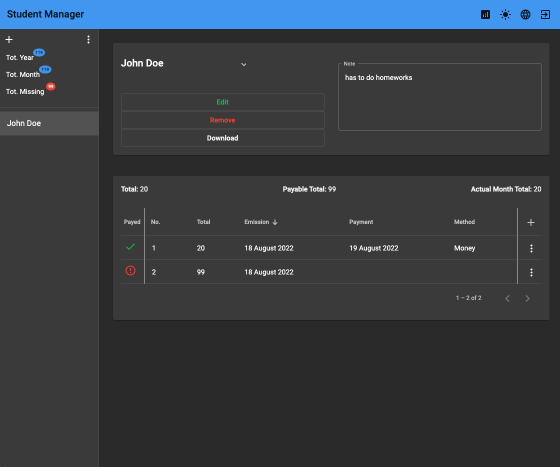 Student Manager
Tot. Year
Tot. Month
Tot. Missing 99
John Doe
John Doe
Edit
Remove
Download
Note
has to do homeworks
Total: 20 Payable Total: 99 Actual Month Total: 20
Payed No. Total Emission Payment Method
1 20 18 August 2022 19 August 2022 Money
2 99 18 August 2022
1 – 2 of 2